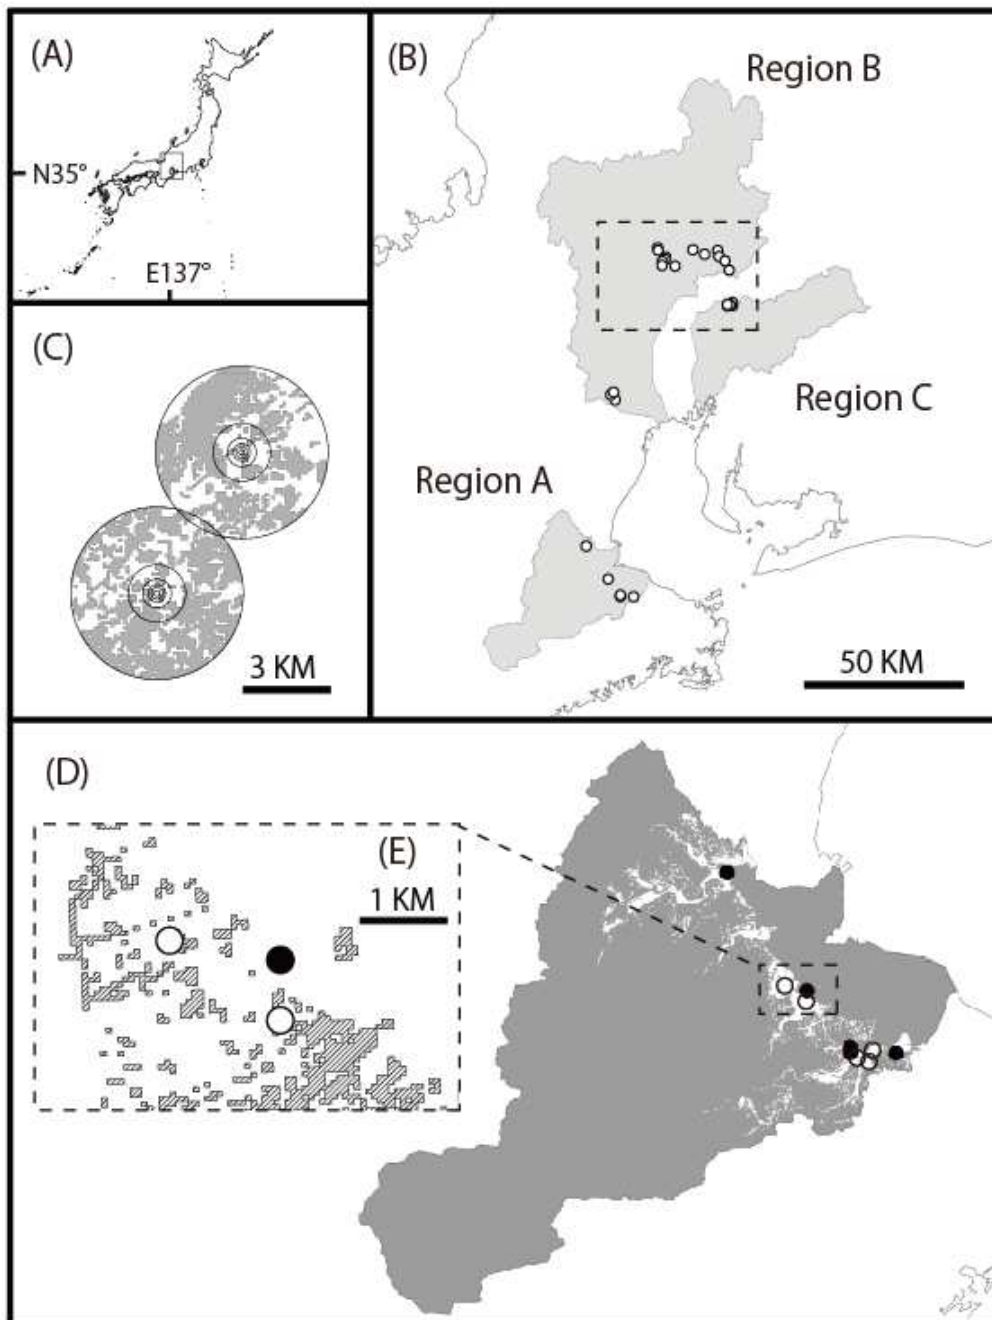 (A)
N35°
E137°
(B)
Region B
Region C
Region A
50 KM
(C)
3 KM
(D)
(E)
1 KM